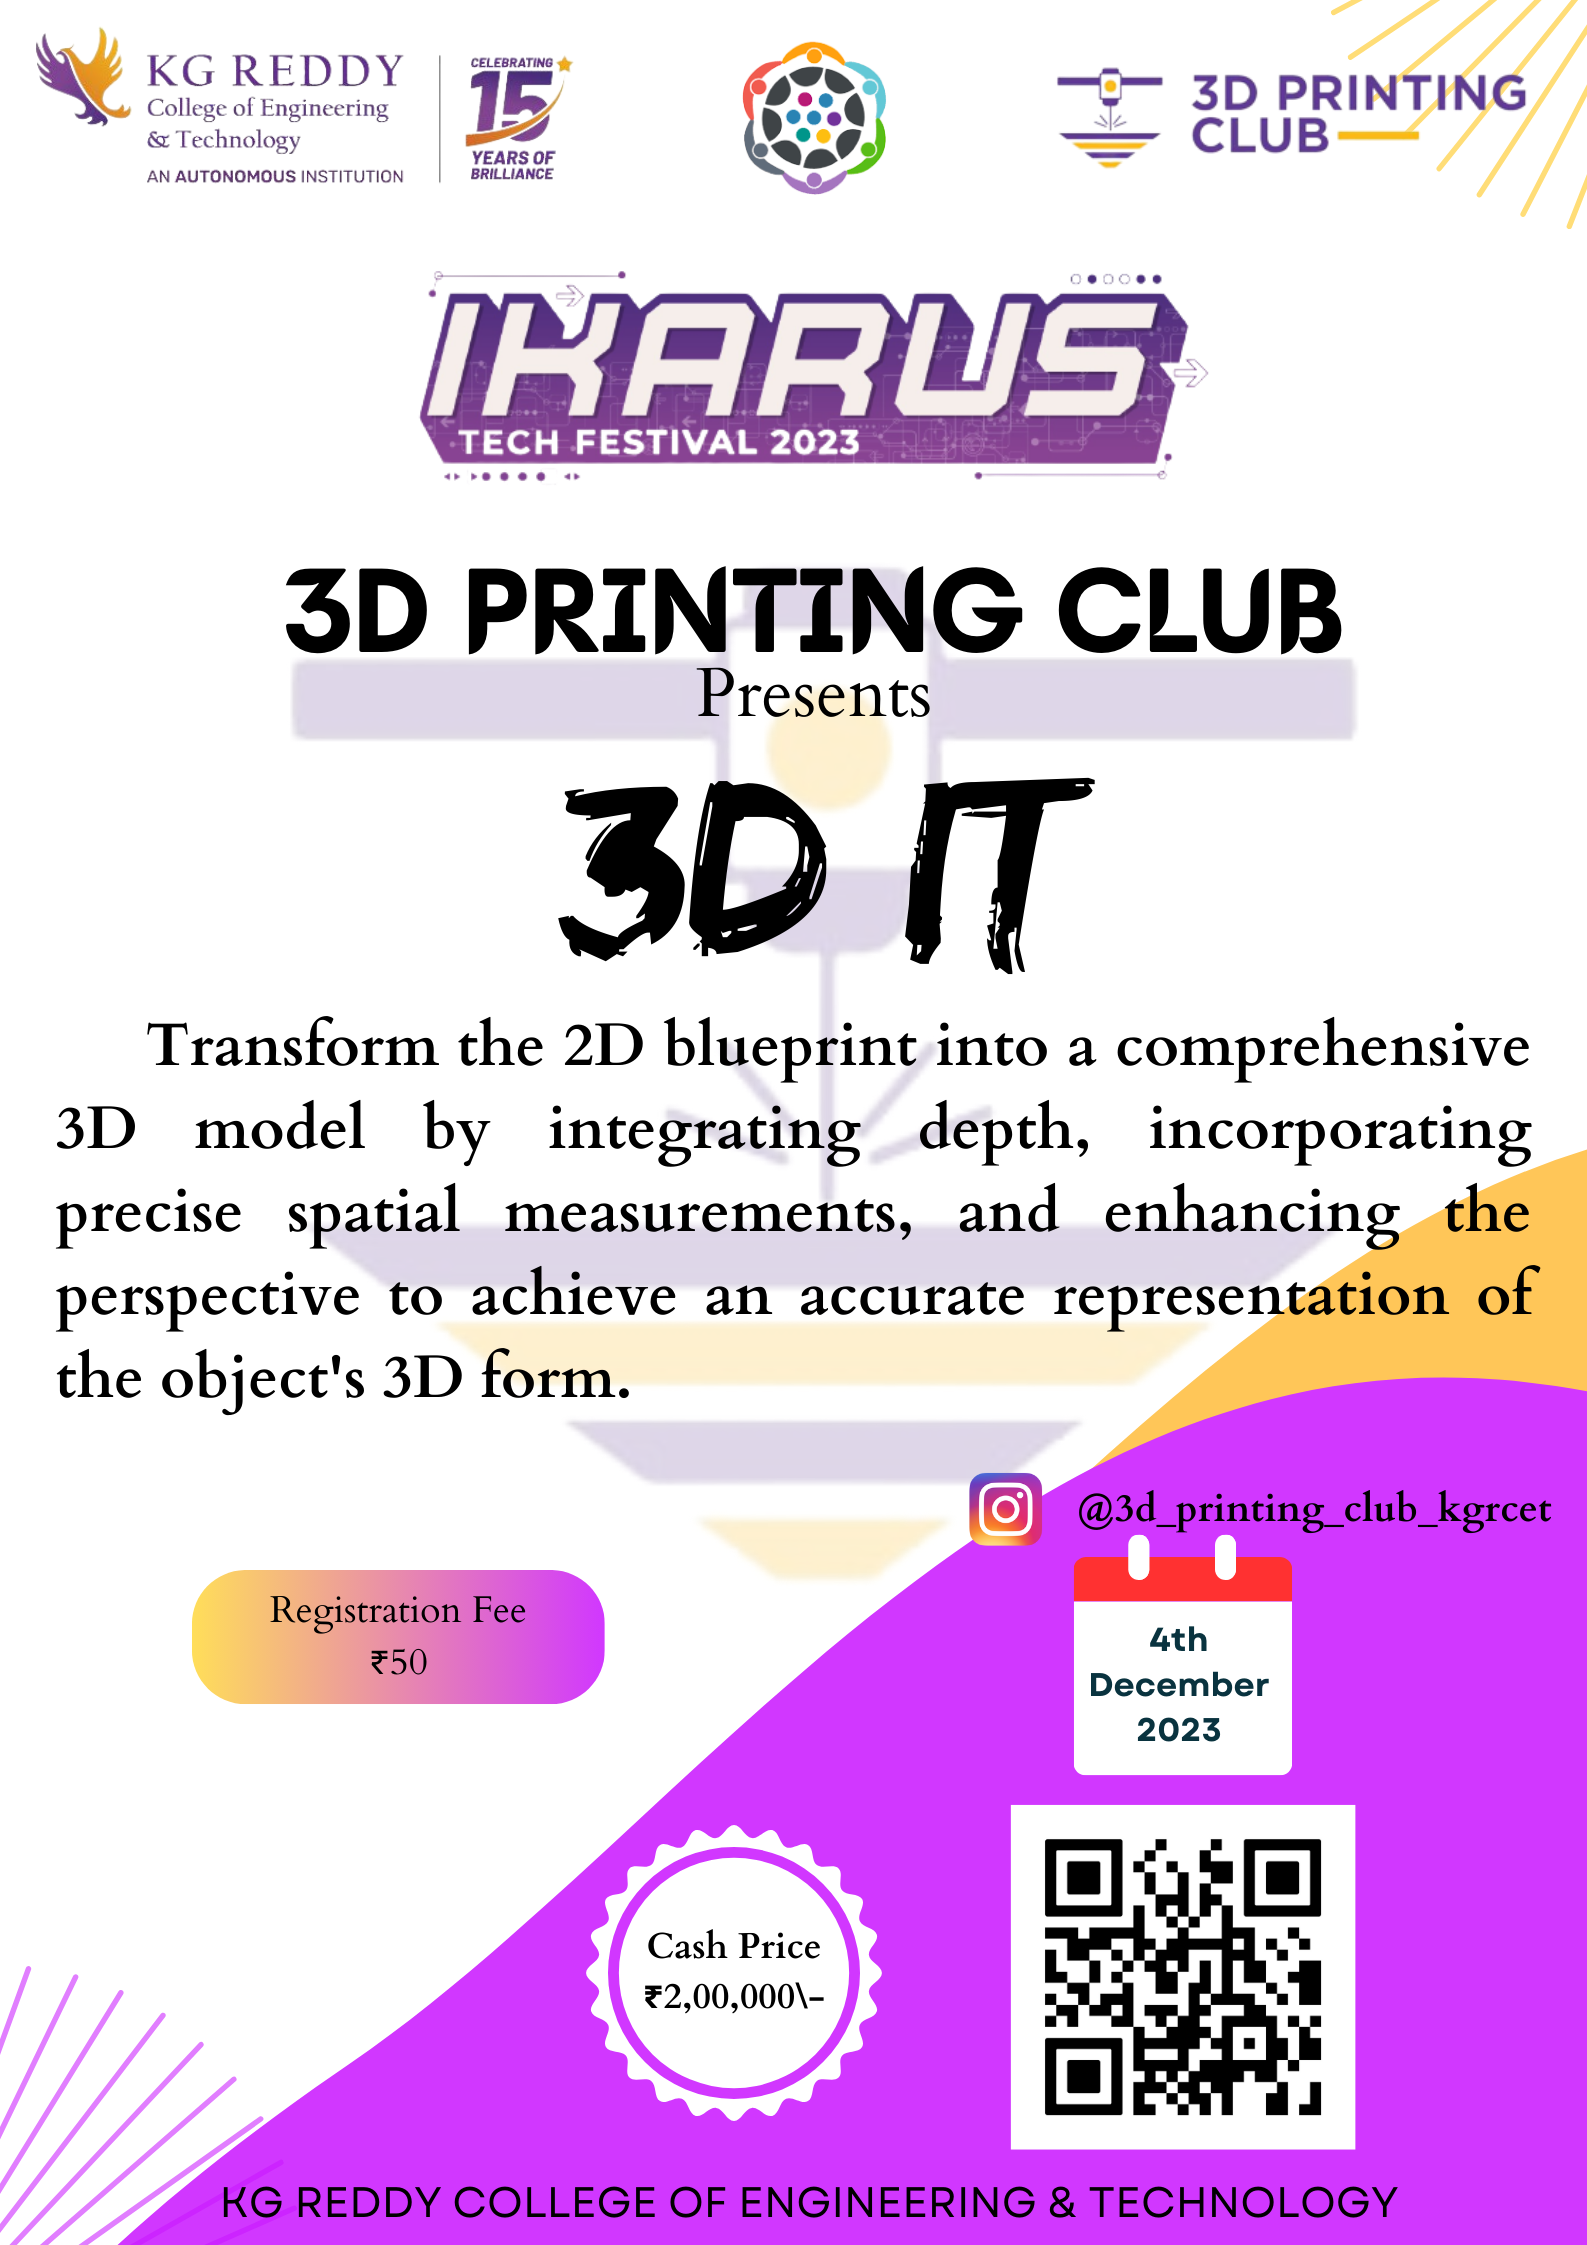 KG REDDY
College of Engineering
& Technology
AN AUTONOMOUS INSTITUTION
CELEBRATING
15
YEARS OF
BRILLIANCE
3D PRINTING
CLUB
IKARUS
TECH FESTIVAL 2023
3D PRINTING CLUB
Presents
3D IT
Transform the 2D blueprint into a comprehensive
3D model by integrating depth, incorporating
precise spatial measurements, and enhancing the
perspective to achieve an accurate representation of
the object's 3D form.
@3d_printing_club_kgrcet
Registration Fee
₹50
4th
December
2023
Cash Price
₹2,00,000\-
KG REDDY COLLEGE OF ENGINEERING & TECHNOLOGY